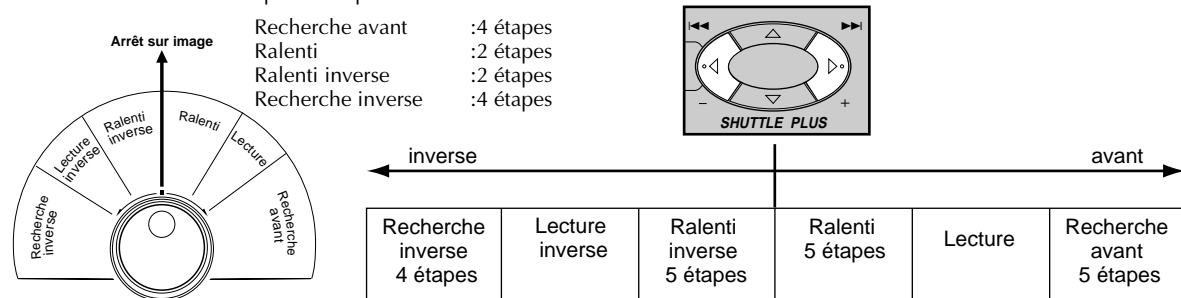 Recherche avant :4 étapes
Ralenti :2 étapes
Ralenti inverse :2 étapes
Recherche inverse :4 étapes
Arrêt sur image
Recherche
inverse
Lecture
inverse
Ralenti
inverse
Ralenti
Lecture
Recherche
avant
– +
SHUTTLE PLUS
inverse avant
Recherche
inverse
4 étapes
Lecture
inverse
Ralenti
inverse
5 étapes
Ralenti
5 étapes
Lecture
Recherche
avant
5 étapes